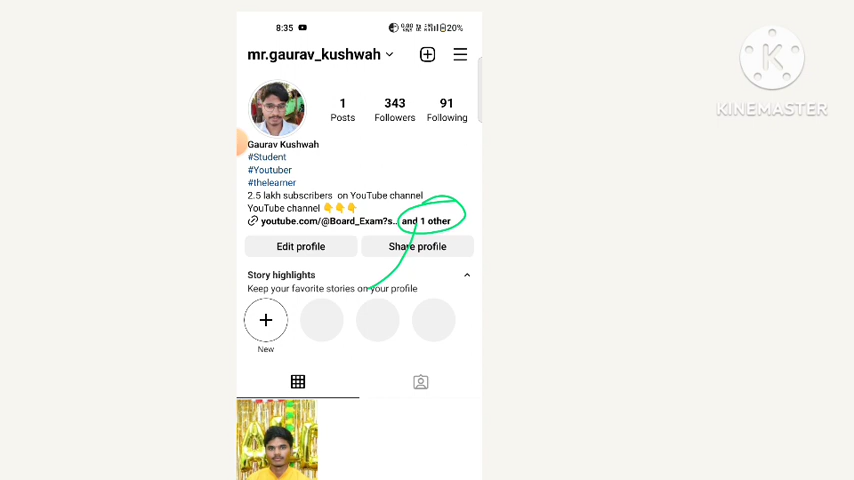 8:35
20%
mr.gaurav_kushwah
1 343 91
Posts Followers Following
Gaurav Kushwah
#Student
#Youtuber
#thelearner
2.5 lakh subscribers on YouTube channel
YouTube channel 👇👇👇
youtube.com/@Board_Exam?s... and 1 other
Edit profile Share profile
Story highlights
Keep your favorite stories on your profile
New
K
KINEMASTER